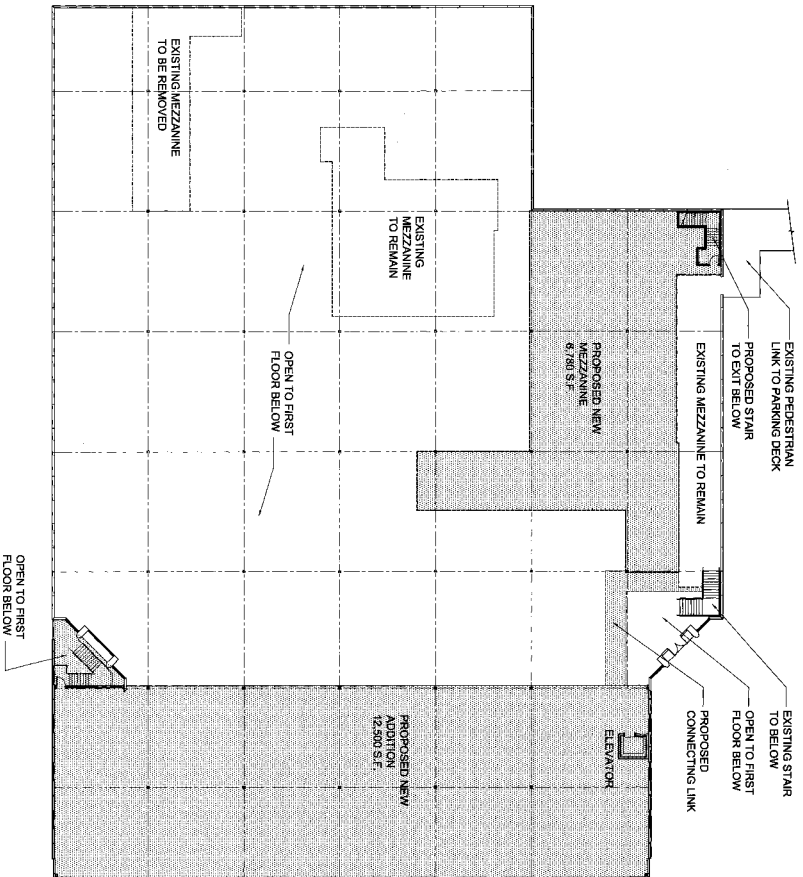 EXISTING PEDESTRIAN
LINK TO PARKING DECK
PROPOSED STAIR
TO EXIT BELOW
EXISTING MEZZANINE TO REMAIN
EXISTING STAIR
TO BELOW
OPEN TO FIRST
FLOOR BELOW
PROPOSED
CONNECTING LINK
ELEVATOR
PROPOSED NEW
MEZZANINE
6,780 S.F.
EXISTING
MEZZANINE
TO REMAIN
OPEN TO FIRST
FLOOR BELOW
PROPOSED NEW
ADDITION
12,500 S.F.
EXISTING MEZZANINE
TO BE REMOVED
OPEN TO FIRST
FLOOR BELOW